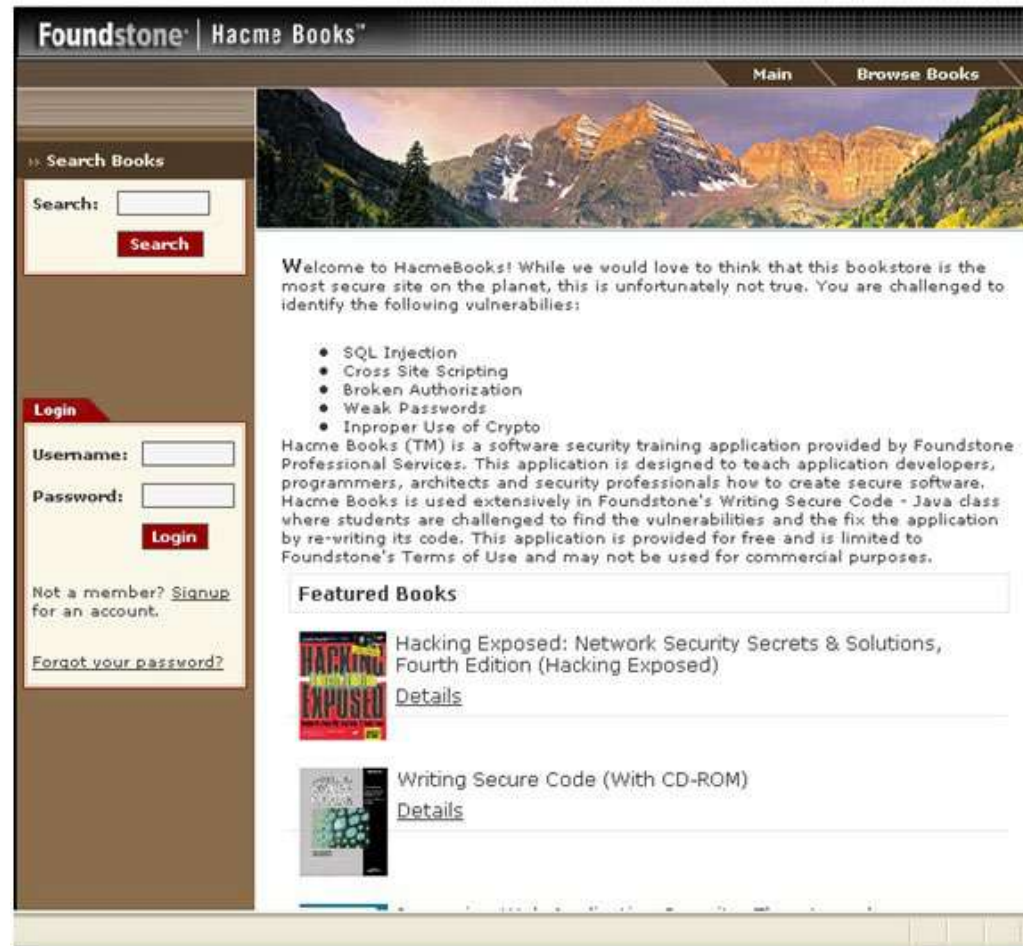 Foundstone | Hacme Books™
Main
Browse Books
›› Search Books
Search:
Search
Login
Username:
Password:
Login
Not a member? Signup
for an account.
Forgot your password?
Welcome to HacmeBooks! While we would love to think that this bookstore is the
most secure site on the planet, this is unfortunately not true. You are challenged to
identify the following vulnerabilies:
• SQL Injection
• Cross Site Scripting
• Broken Authorization
• Weak Passwords
• Inproper Use of Crypto
Hacme Books (TM) is a software security training application provided by Foundstone
Professional Services. This application is designed to teach application developers,
programmers, architects and security professionals how to create secure software.
Hacme Books is used extensively in Foundstone's Writing Secure Code - Java class
where students are challenged to find the vulnerabilities and the fix the application
by re-writing its code. This application is provided for free and is limited to
Foundstone's Terms of Use and may not be used for commercial purposes.
Featured Books
HACKING
EXPOSED
Hacking Exposed: Network Security Secrets & Solutions,
Fourth Edition (Hacking Exposed)
Details
Writing Secure Code (With CD-ROM)
Details